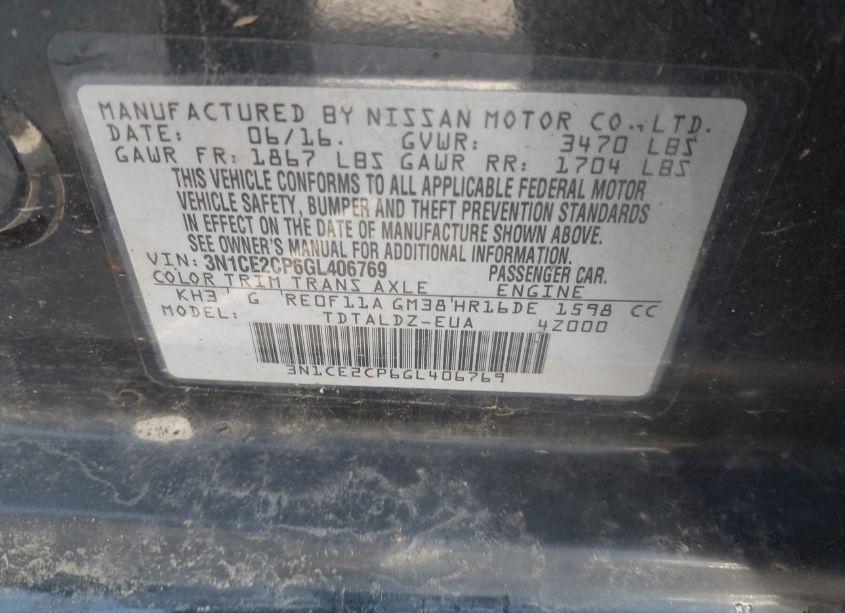 MANUFACTURED BY NISSAN MOTOR CO.,LTD.
DATE: 06/16. GVWR: 3470 LBS
GAWR FR: 1867 LBS GAWR RR: 1704 LBS
THIS VEHICLE CONFORMS TO ALL APPLICABLE FEDERAL MOTOR
VEHICLE SAFETY, BUMPER AND THEFT PREVENTION STANDARDS
IN EFFECT ON THE DATE OF MANUFACTURE SHOWN ABOVE.
SEE OWNER'S MANUAL FOR ADDITIONAL INFORMATION.
VIN: 3N1CE2CP6GL406769 PASSENGER CAR.
COLOR TRIM TRANS AXLE ENGINE
KH3 G RE0F11A GM38 HR16DE 1598 CC
MODEL: TDTALDZ-EUA 4Z000
3N1CE2CP6GL406769